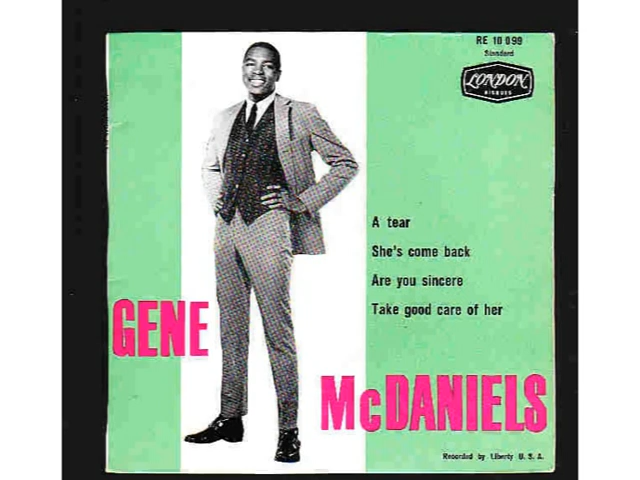 RE 10 099
Standard
LONDON
DISQUES
A tear
She's come back
Are you sincere
Take good care of her
GENE
McDANIELS
Recorded by Liberty U. S. A.